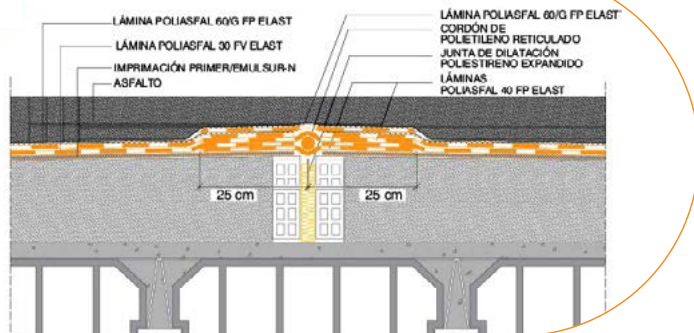 LÁMINA POLIASFAL 60/G FP ELAST
LÁMINA POLIASFAL 30 FV ELAST
IMPRIMACIÓN PRIMER/EMULSUR-N
ASFALTO
LÁMINA POLIASFAL 60/G FP ELAST
CORDÓN DE
POLIETILENO RETICULADO
JUNTA DE DILATACIÓN
POLIESTIRENO EXPANDIDO
LÁMINAS
POLIASFAL 40 FP ELAST
25 cm
25 cm